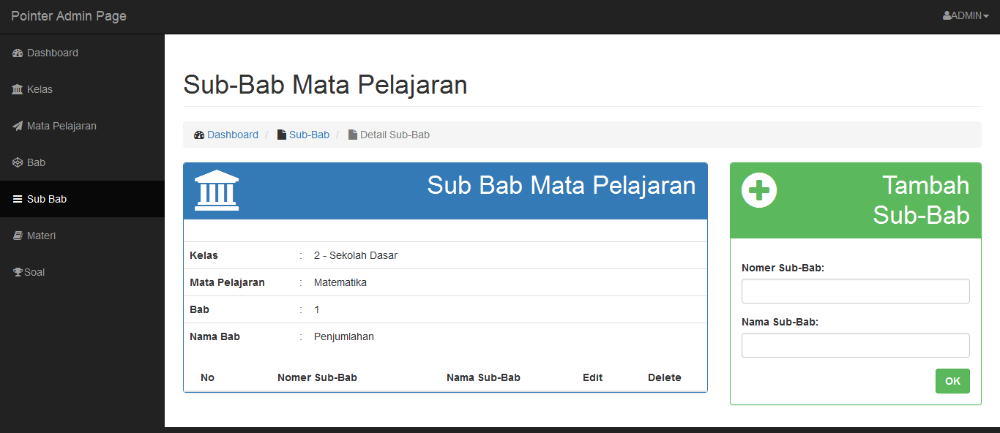 Pointer Admin Page
ADMIN
Dashboard
Kelas
Mata Pelajaran
Bab
Sub Bab
Materi
Soal
Sub-Bab Mata Pelajaran
Dashboard / Sub-Bab / Detail Sub-Bab
Sub Bab Mata Pelajaran
Kelas : 2 - Sekolah Dasar
Mata Pelajaran : Matematika
Bab : 1
Nama Bab : Penjumlahan
No Nomer Sub-Bab Nama Sub-Bab Edit Delete
Tambah
Sub-Bab
Nomer Sub-Bab:
Nama Sub-Bab:
OK